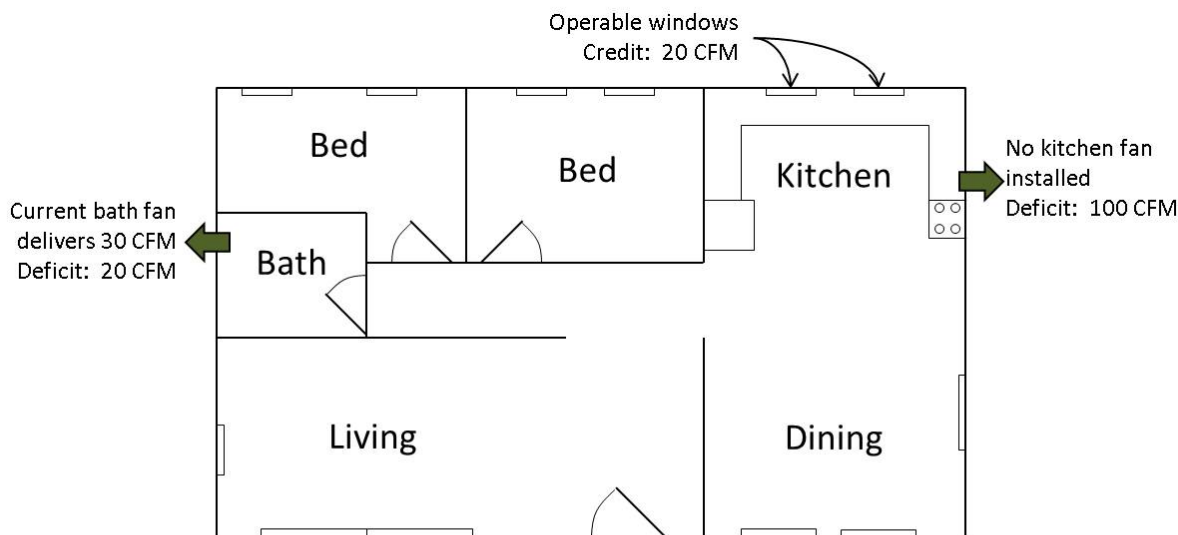 Operable windows
Credit: 20 CFM
Bed
Bed
Kitchen
No kitchen fan
installed
Deficit: 100 CFM
Current bath fan
delivers 30 CFM
Deficit: 20 CFM
Bath
Living
Dining